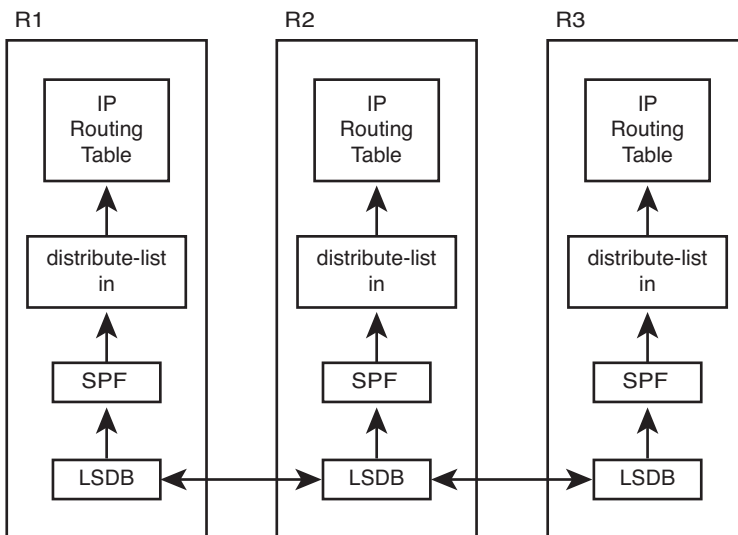 R1
R2
R3
IP
Routing
Table
IP
Routing
Table
IP
Routing
Table
distribute-list
in
distribute-list
in
distribute-list
in
SPF
SPF
SPF
LSDB
LSDB
LSDB